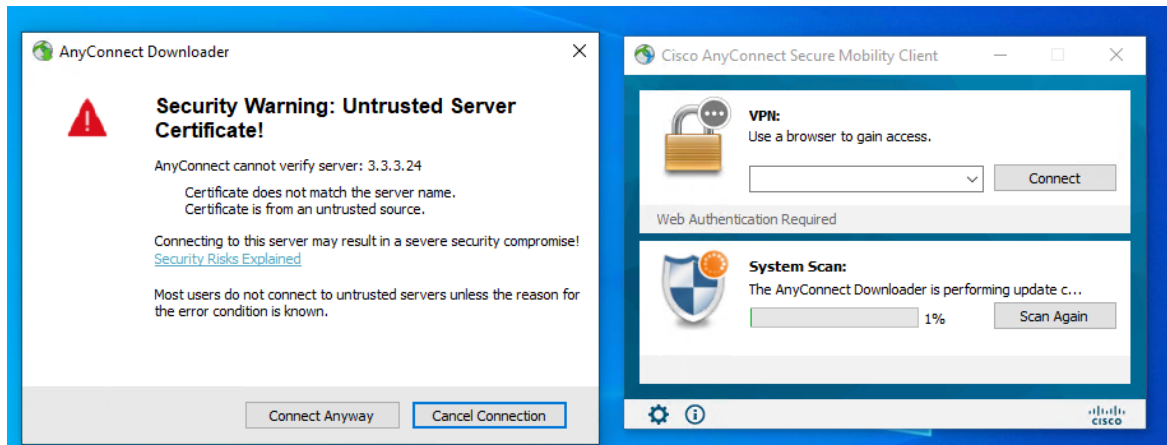 AnyConnect Downloader
Security Warning: Untrusted Server
Certificate!
AnyConnect cannot verify server: 3.3.3.24
Certificate does not match the server name.
Certificate is from an untrusted source.
Connecting to this server may result in a severe security compromise!
Security Risks Explained
Most users do not connect to untrusted servers unless the reason for
the error condition is known.
Connect Anyway
Cancel Connection
Cisco AnyConnect Secure Mobility Client
VPN:
Use a browser to gain access.
Connect
Web Authentication Required
System Scan:
The AnyConnect Downloader is performing update c...
1%
Scan Again
CISCO